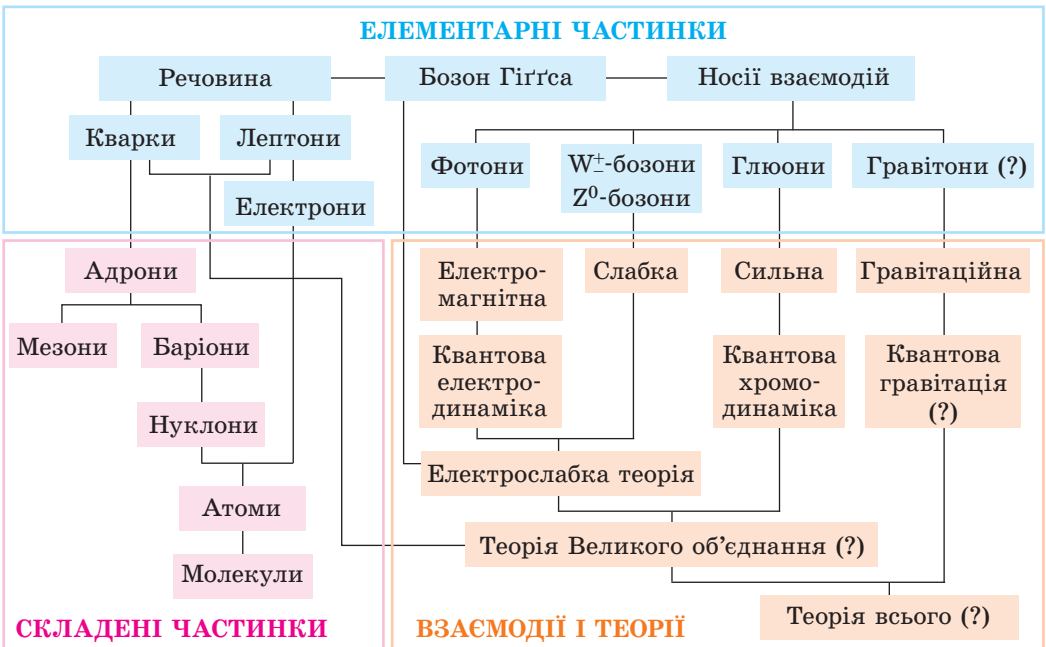 ЕЛЕМЕНТАРНІ ЧАСТИНКИ
Речовина
Бозон Гіґґса
Носії взаємодій
Кварки
Лептони
Електрони
Фотони
W±-бозони
Z⁰-бозони
Глюони
Гравітони (?)
Адрони
Мезони
Баріони
Нуклони
Атоми
Молекули
СКЛАДЕНІ ЧАСТИНКИ
Електро-
магнітна
Слабка
Сильна
Гравітаційна
Квантова
електро-
динаміка
Квантова
хромо-
динаміка
Квантова
гравітація
(?)
Електрослабка теорія
Теорія Великого об’єднання (?)
Теорія всього (?)
ВЗАЄМОДІЇ І ТЕОРІЇ